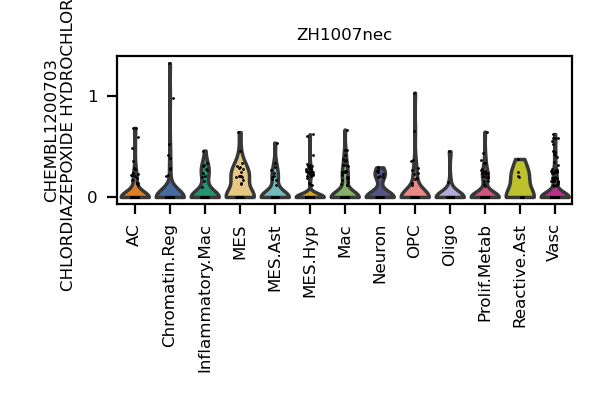 ZH1007nec
CHEMBL1200703
CHLORDIAZEPOXIDE HYDROCHLOR
1
0
AC
Chromatin.Reg
Inflammatory.Mac
MES
MES.Ast
MES.Hyp
Mac
Neuron
OPC
Oligo
Prolif.Metab
Reactive.Ast
Vasc